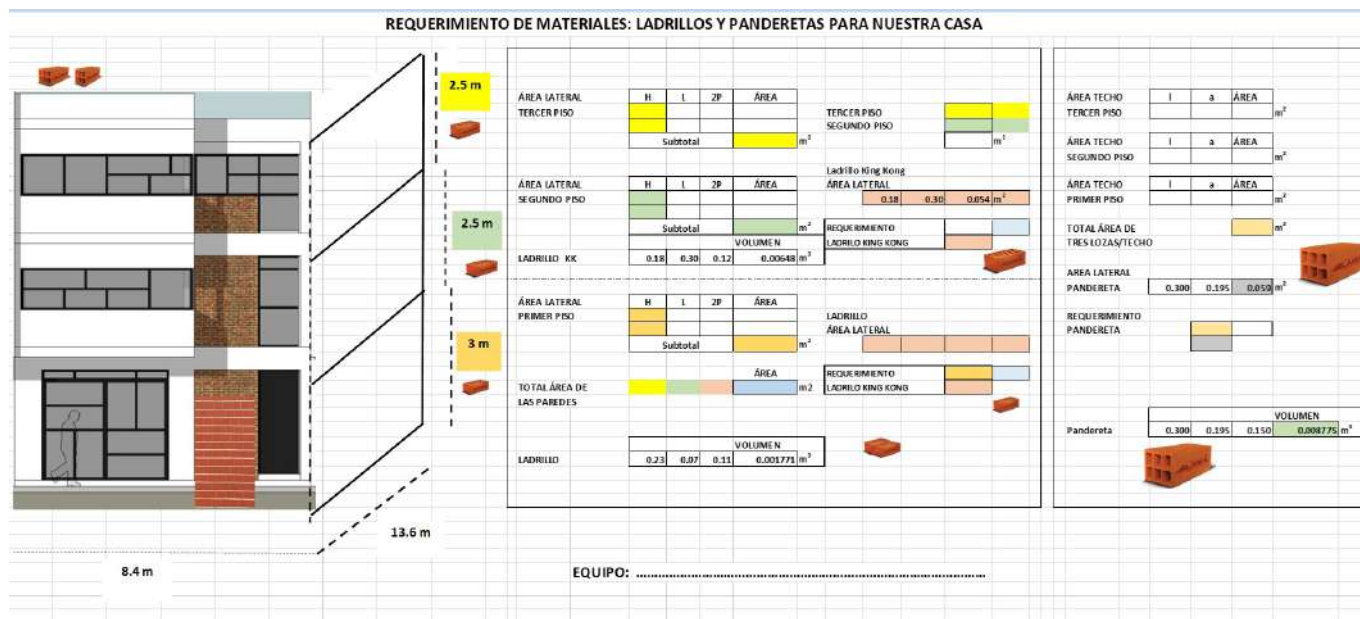 REQUERIMIENTO DE MATERIALES: LADRILLOS Y PANDERETAS PARA NUESTRA CASA
2.5 m
2.5 m
3 m
13.6 m
8.4 m
ÁREA LATERAL H L 2P ÁREA
TERCER PISO
Subtotal m²
TERCER PISO
SEGUNDO PISO
m²
ÁREA LATERAL H L 2P ÁREA
SEGUNDO PISO
Subtotal m²
Ladrillo King Kong
ÁREA LATERAL
0.18 0.30 0.054 m²
REQUERIMIENTO
LADRILO KING KONG
VOLUMEN
LADRILLO KK 0.18 0.30 0.12 0.00648 m³
ÁREA LATERAL H L 2P ÁREA
PRIMER PISO
Subtotal m²
LADRILLO
ÁREA LATERAL
ÁREA
TOTAL ÁREA DE m2
LAS PAREDES
REQUERIMIENTO
LADRILO KING KONG
VOLUMEN
LADRILLO 0.23 0.07 0.11 0.001771 m³
ÁREA TECHO l a ÁREA
TERCER PISO m²
ÁREA TECHO l a ÁREA
SEGUNDO PISO m²
ÁREA TECHO l a ÁREA
PRIMER PISO m²
TOTAL ÁREA DE m²
TRES LOZAS/TECHO
AREA LATERAL
PANDERETA 0.300 0.195 0.059 m²
REQUERIMIENTO
PANDERETA
VOLUMEN
Pandereta 0.300 0.195 0.150 0.008775 m³
EQUIPO: ........................................................................................